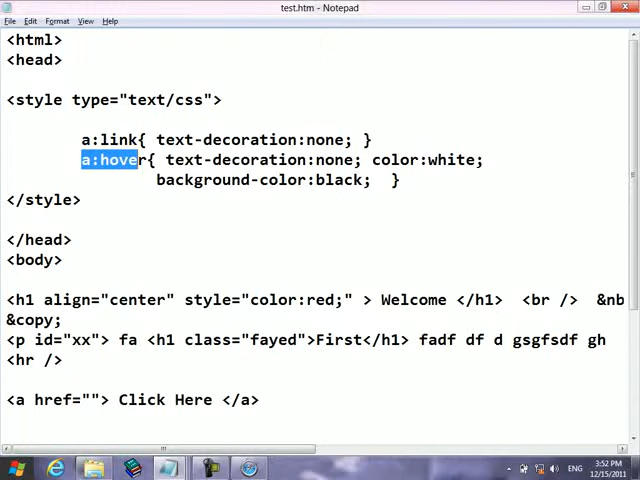 test.htm - Notepad
File Edit Format View Help
<html>
<head>
<style type="text/css">
a:link{ text-decoration:none; }
a:hover{ text-decoration:none; color:white;
background-color:black; }
</style>
</head>
<body>
<h1 align="center" style="color:red;" > Welcome </h1> <br /> &nb
&copy;
<p id="xx"> fa <h1 class="fayed">First</h1> fadf df d gsgfsdf gh
<hr />
<a href=""> Click Here </a>
ENG
3:52 PM
12/15/2011